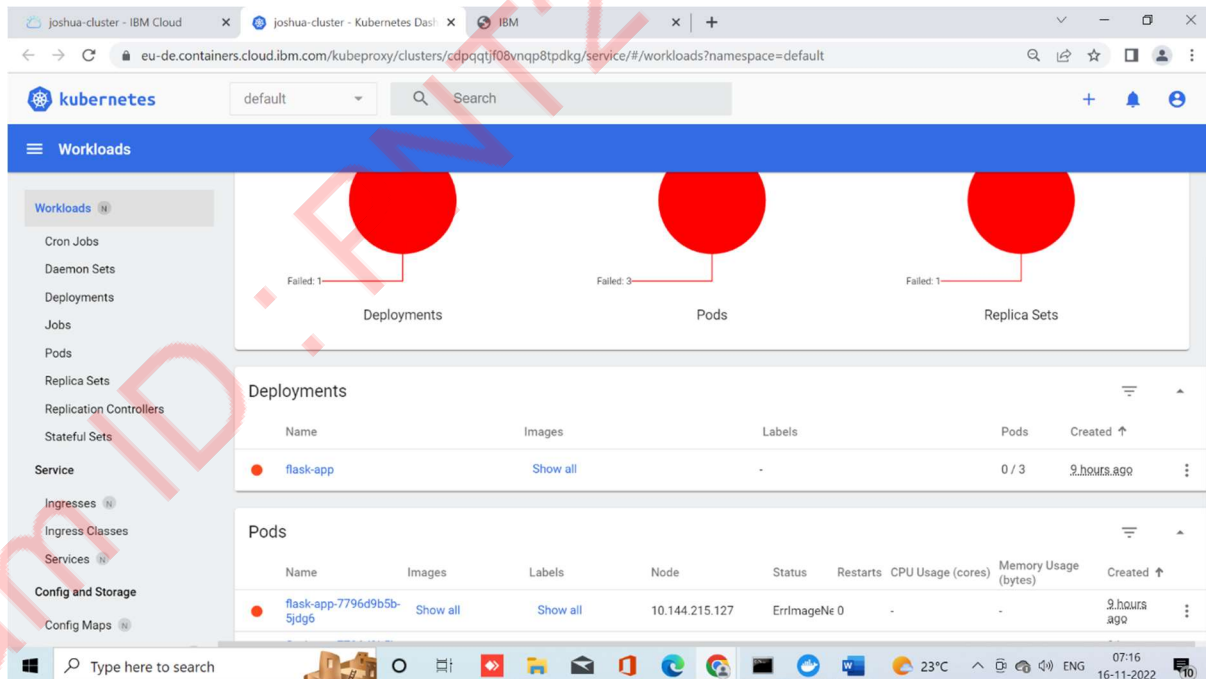 joshua-cluster - IBM Cloud
joshua-cluster - Kubernetes Dash
IBM
eu-de.containers.cloud.ibm.com/kubeproxy/clusters/cdpqqtjf08vnqp8tpdkg/service/#/workloads?namespace=default
kubernetes
default
Search
Workloads
Workloads N
Cron Jobs
Daemon Sets
Deployments
Jobs
Pods
Replica Sets
Replication Controllers
Stateful Sets
Service
Ingresses N
Ingress Classes
Services N
Config and Storage
Config Maps N
Failed: 1
Failed: 3
Failed: 1
Deployments
Pods
Replica Sets
Deployments
Name Images Labels Pods Created
flask-app Show all - 0 / 3 9 hours ago
Pods
Name Images Labels Node Status Restarts CPU Usage (cores) Memory Usage (bytes) Created
flask-app-7796d9b5b-5jdg6 Show all Show all 10.144.215.127 ErrImageNe 0 - - 9 hours ago
Type here to search
23°C
ENG
07:16
16-11-2022
10